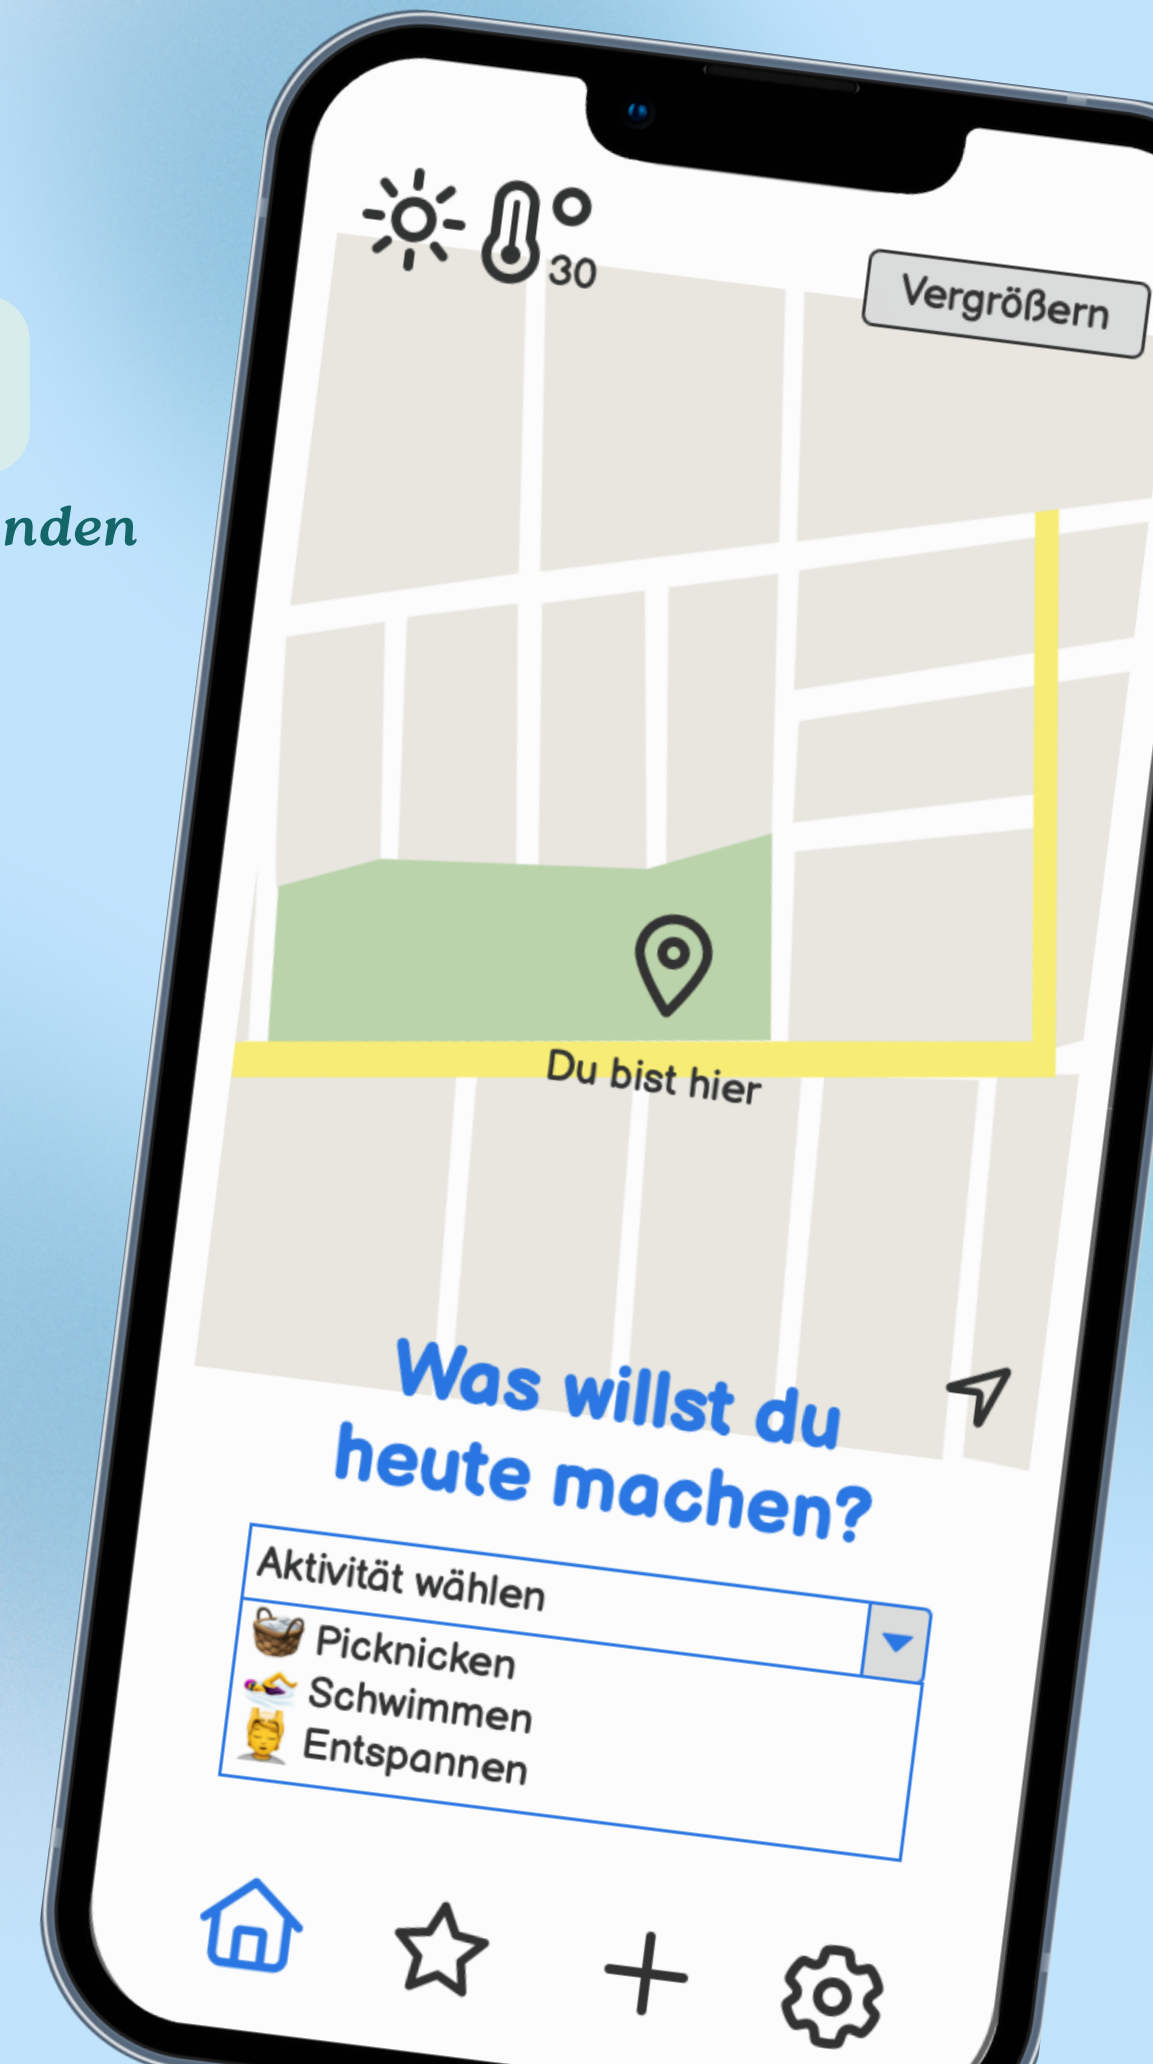 30
Vergrößern
nden
Du bist hier
Was willst du
heute machen?
Aktivität wählen
Picknicken
Schwimmen
Entspannen